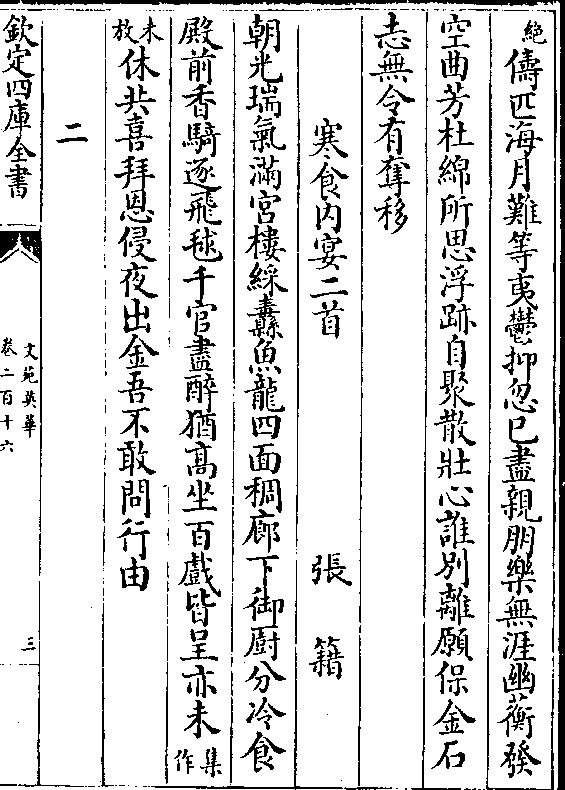 絶儔匹海月難等夷鬱抑忽已盡親朋樂無涯幽蘅發
空曲芳杜綿所思浮跡自聚散壯心誰別離願保金石
志無令有奪移
寒食内宴二首 張籍
朝光瑞氣滿宮樓綵纛魚龍四面稠廊下御廚分冷食
殿前香騎逐飛毬千官盡醉猶髙坐百戲皆呈亦未集作
未放休共喜拜恩侵夜出金吾不敢問行由
二
欽定四庫全書
文苑英華
卷二百十六
三